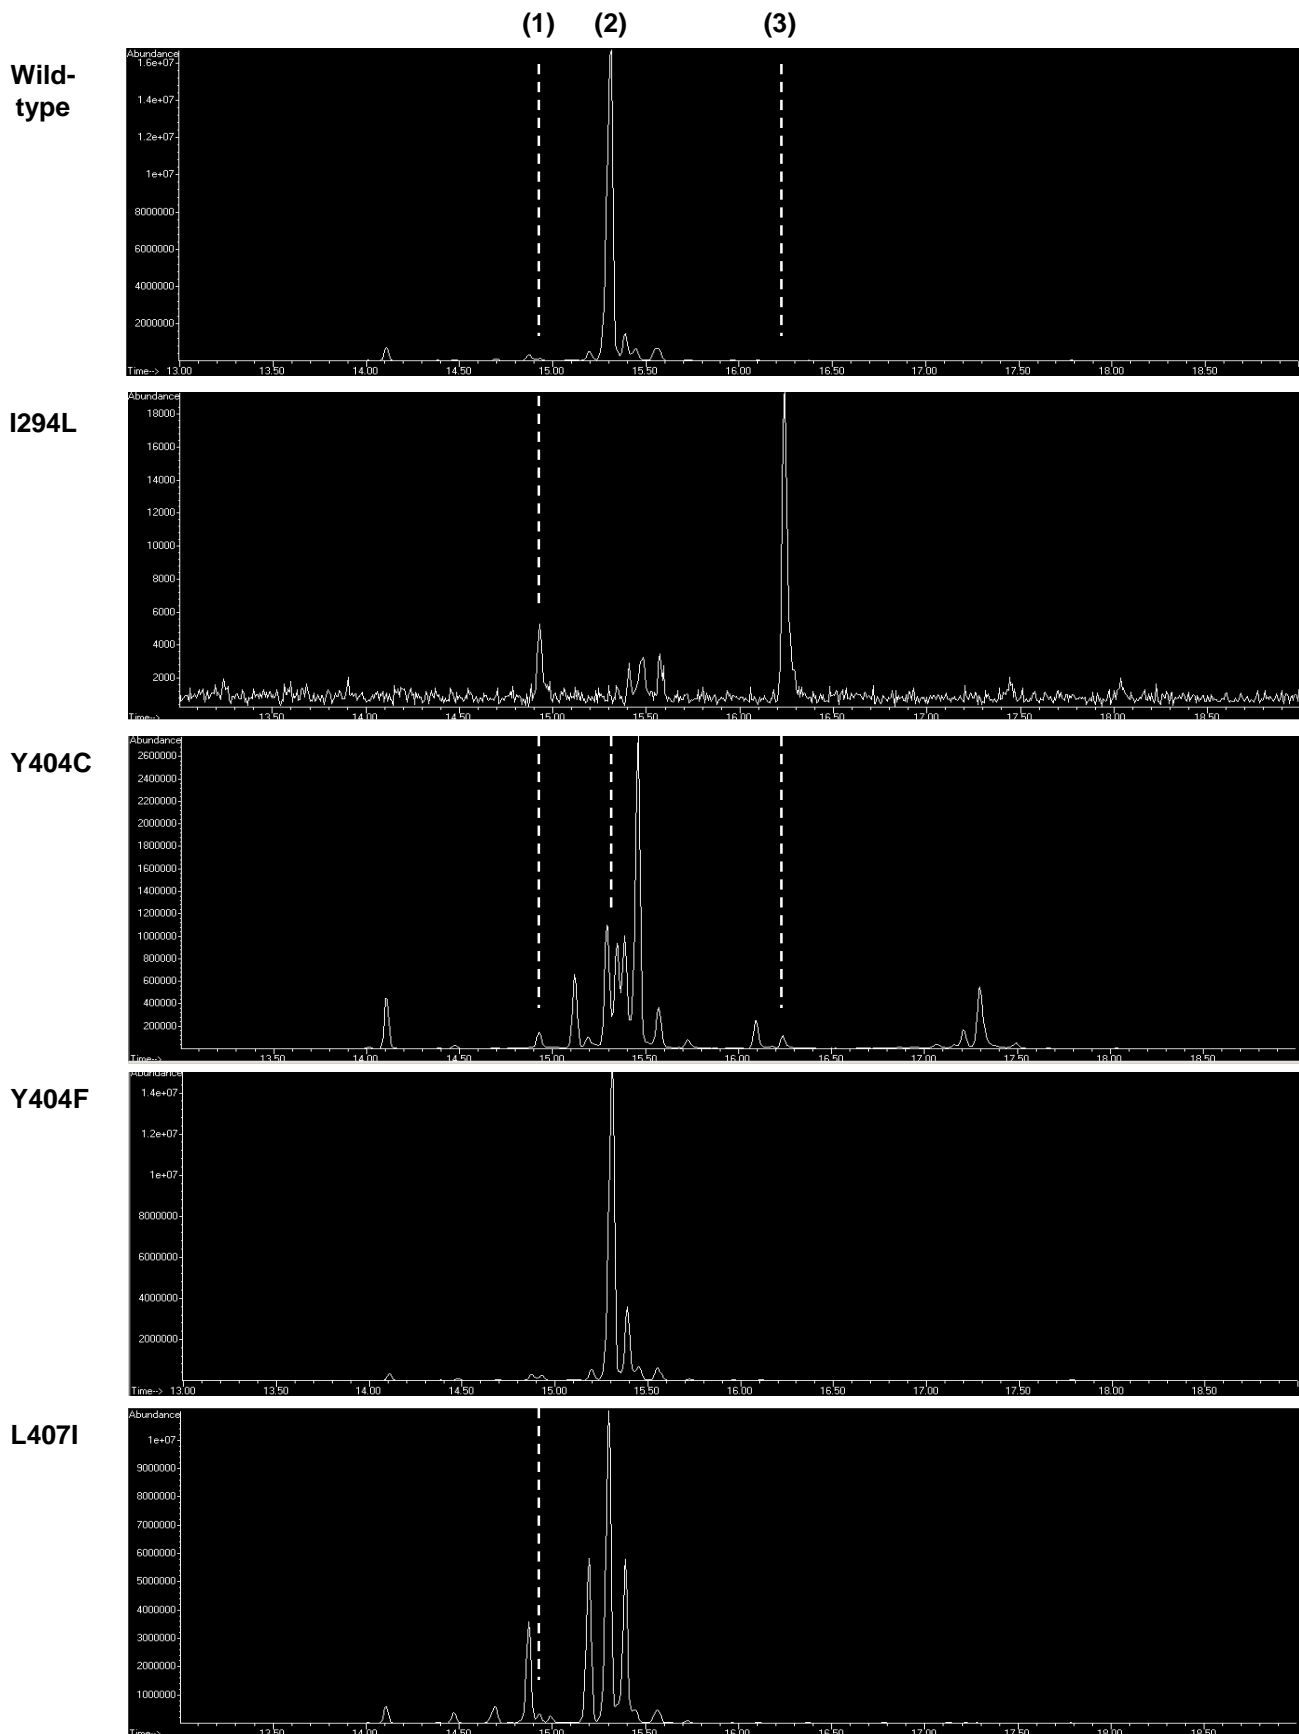 (1) (2) (3)
Wild-
type
Abundance
1.6e+07
1.4e+07
1.2e+07
1e+07
8000000
6000000
4000000
2000000
Time--> 13.00 13.50 14.00 14.50 15.00 15.50 16.00 16.50 17.00 17.50 18.00 18.50
I294L
Abundance
18000
16000
14000
12000
10000
8000
6000
4000
2000
Time--> 13.50 14.00 14.50 15.00 15.50 16.00 16.50 17.00 17.50 18.00 18.50
Y404C
Abundance
2600000
2400000
2200000
2000000
1800000
1600000
1400000
1200000
1000000
800000
600000
400000
200000
Time--> 13.50 14.00 14.50 15.00 15.50 16.00 16.50 17.00 17.50 18.00 18.50
Y404F
Abundance
1.4e+07
1.2e+07
1e+07
8000000
6000000
4000000
2000000
Time--> 13.00 13.50 14.00 14.50 15.00 15.50 16.00 16.50 17.00 17.50 18.00 18.50
L407I
Abundance
1e+07
9000000
8000000
7000000
6000000
5000000
4000000
3000000
2000000
1000000
Time--> 13.50 14.00 14.50 15.00 15.50 16.00 16.50 17.00 17.50 18.00 18.50